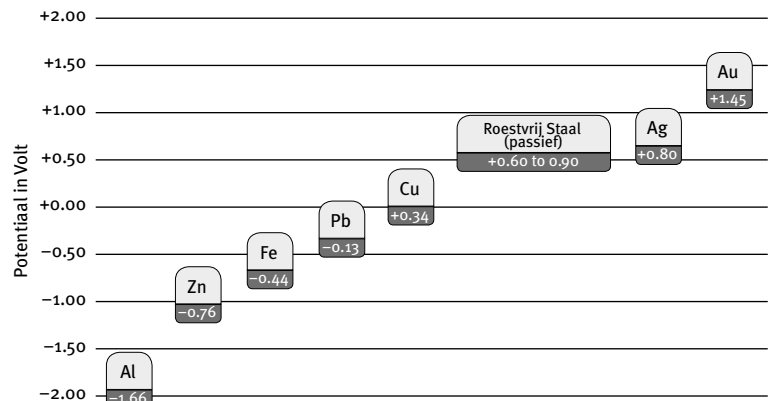 +2.00
+1.50
+1.00
+0.50
+0.00
−0.50
−1.00
−1.50
−2.00
Potentiaal in Volt
Al
−1.66
Zn
−0.76
Fe
−0.44
Pb
−0.13
Cu
+0.34
Roestvrij Staal
(passief)
+0.60 to 0.90
Ag
+0.80
Au
+1.45